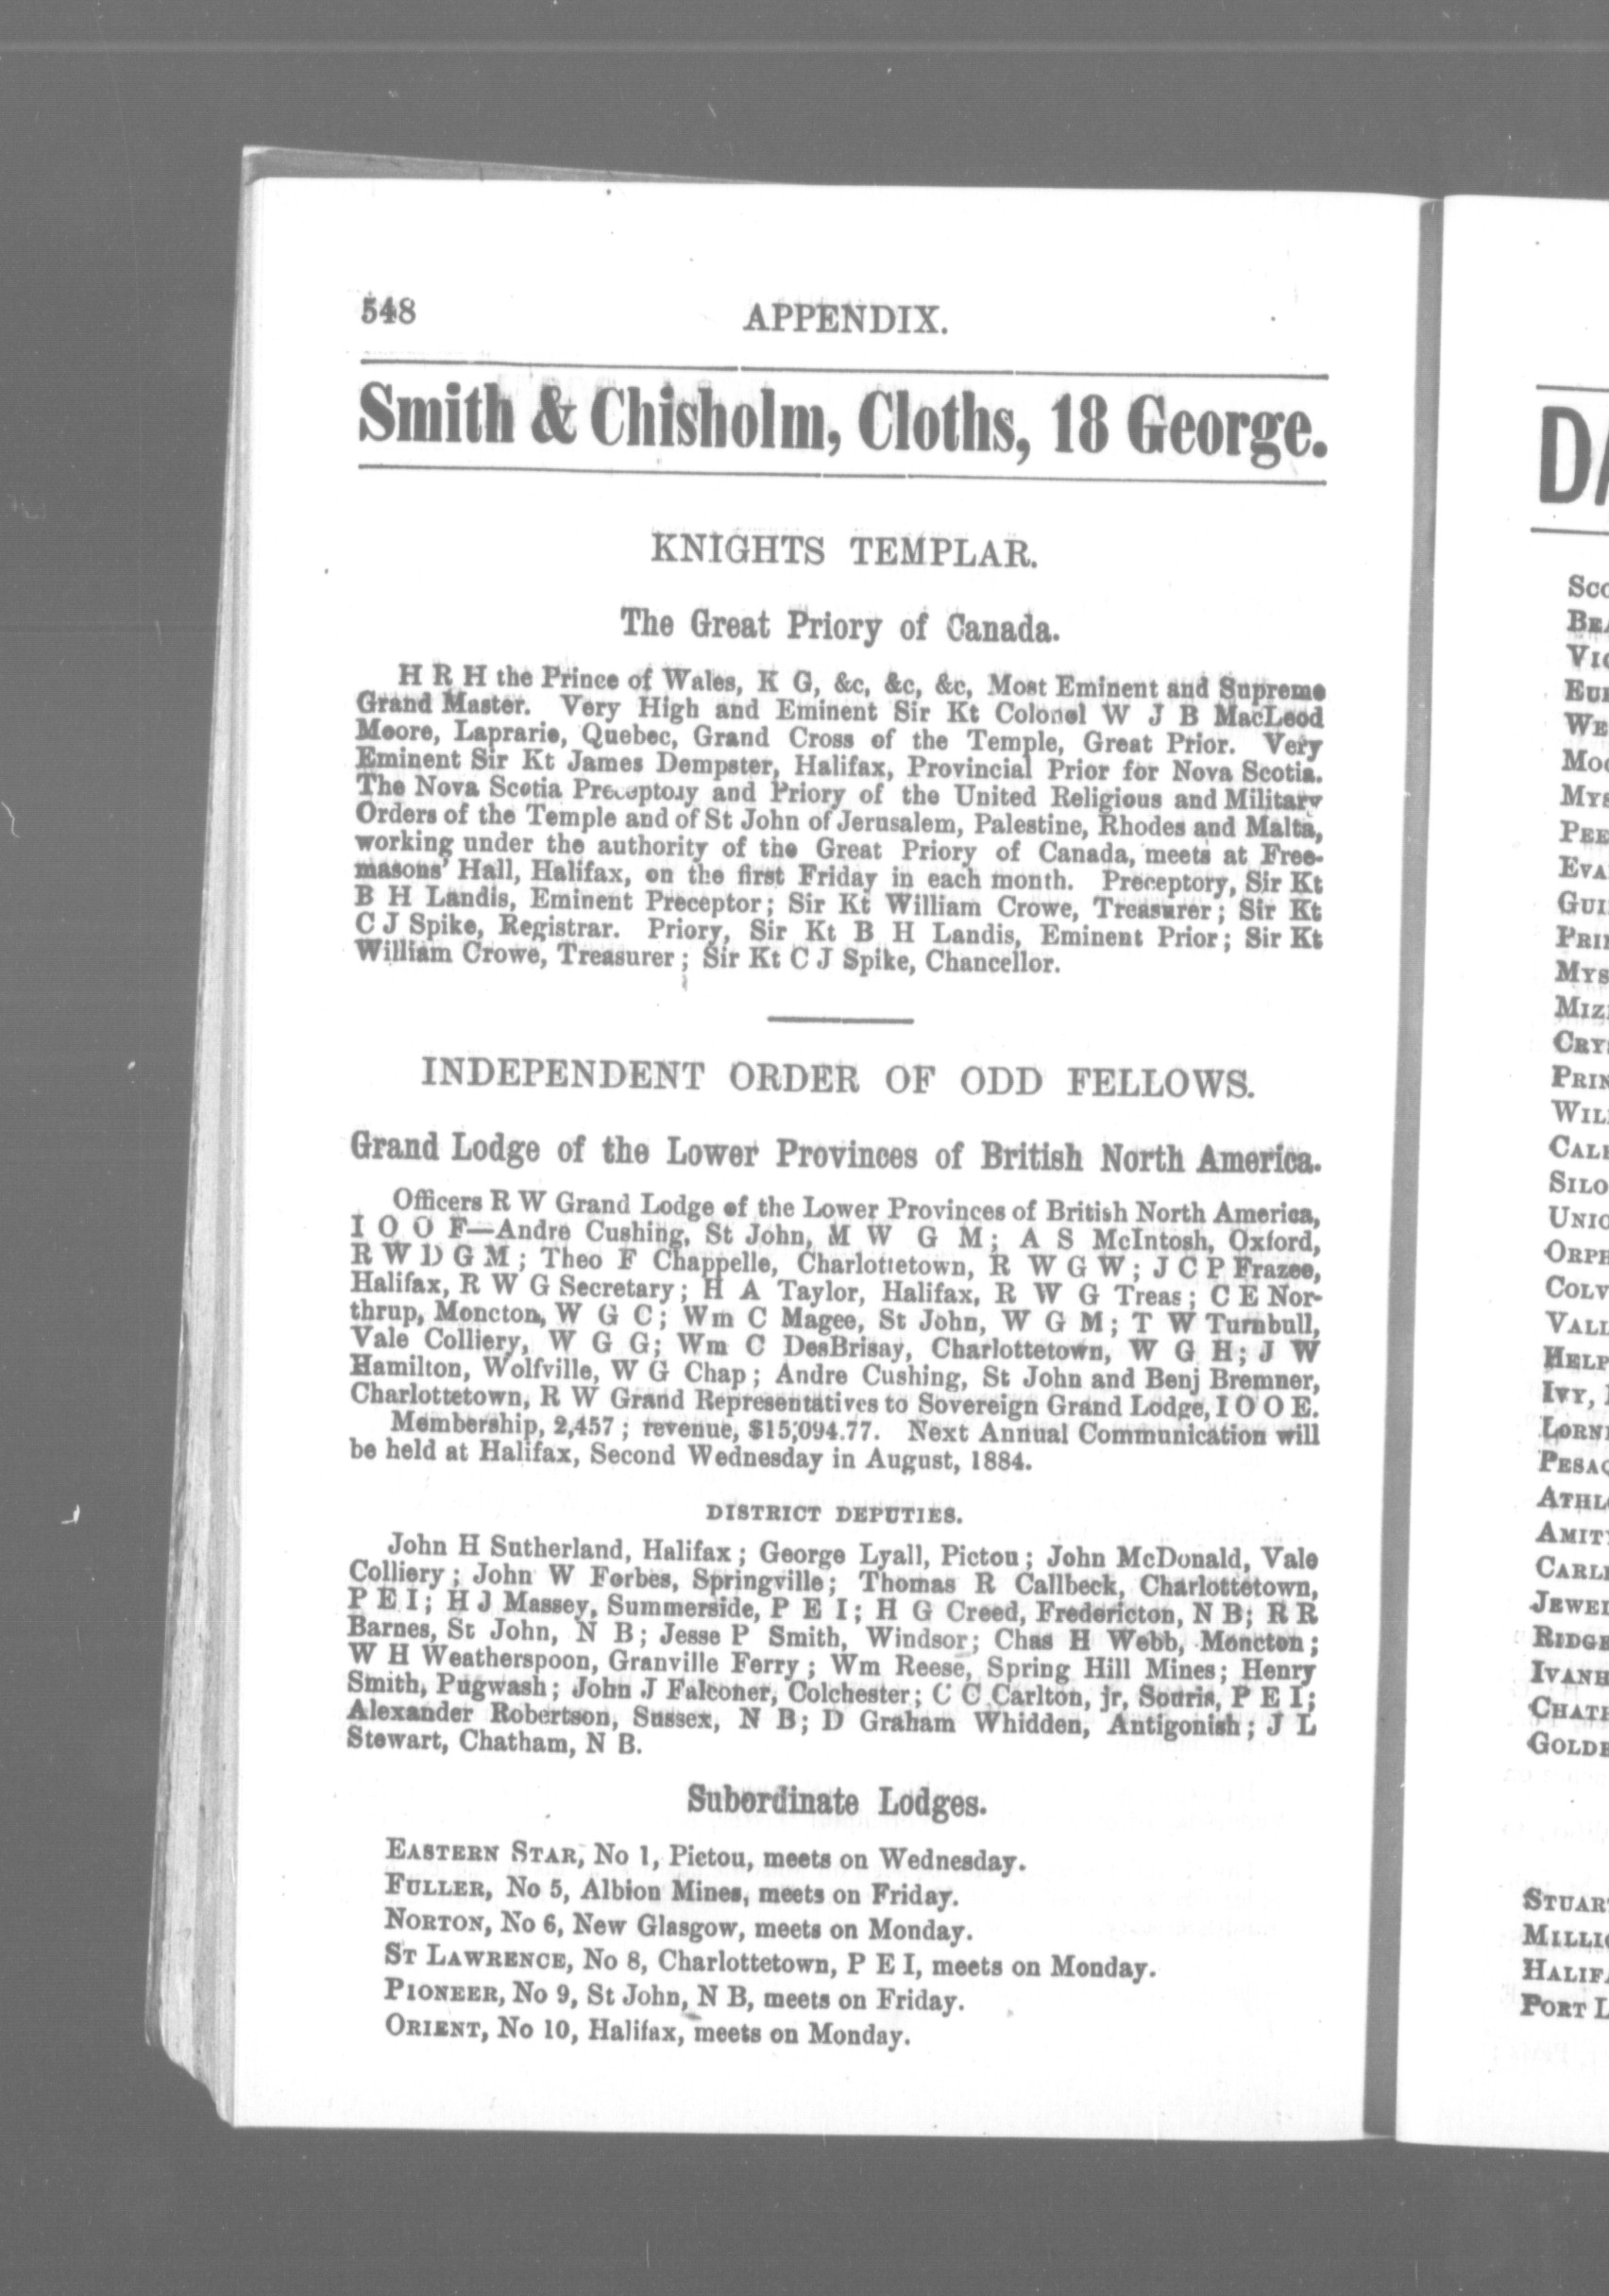 548 APPENDIX.
Smith & Chisholm, Cloths, 18 George.
KNIGHTS TEMPLAR.
The Great Priory of Canada.
H R H the Prince of Wales, K G, &c, &c, &c, Most Eminent and Supreme
Grand Master. Very High and Eminent Sir Kt Colonel W J B MacLeod
Moore, Laprarie, Quebec, Grand Cross of the Temple, Great Prior. Very
Eminent Sir Kt James Dempster, Halifax, Provincial Prior for Nova Scotia.
The Nova Scotia Preceptory and Priory of the United Religious and Military
Orders of the Temple and of St John of Jerusalem, Palestine, Rhodes and Malta,
working under the authority of the Great Priory of Canada, meets at Free-
masons' Hall, Halifax, on the first Friday in each month. Preceptory, Sir Kt
B H Landis, Eminent Preceptor; Sir Kt William Crowe, Treasurer; Sir Kt
C J Spike, Registrar. Priory, Sir Kt B H Landis, Eminent Prior; Sir Kt
William Crowe, Treasurer; Sir Kt C J Spike, Chancellor.
INDEPENDENT ORDER OF ODD FELLOWS.
Grand Lodge of the Lower Provinces of British North America.
Officers R W Grand Lodge of the Lower Provinces of British North America,
I O O F—Andre Cushing, St John, M W G M; A S McIntosh, Oxford,
R W D G M; Theo F Chappelle, Charlottetown, R W G W; J C P Frazee,
Halifax, R W G Secretary; H A Taylor, Halifax, R W G Treas; C E Nor-
thrup, Moncton, W G C; Wm C Magee, St John, W G M; T W Turnbull,
Vale Colliery, W G G; Wm C DesBrisay, Charlottetown, W G H; J W
Hamilton, Wolfville, W G Chap; Andre Cushing, St John and Benj Bremner,
Charlottetown, R W Grand Representatives to Sovereign Grand Lodge, I O O E.
Membership, 2,457; revenue, $15,094.77. Next Annual Communication will
be held at Halifax, Second Wednesday in August, 1884.
DISTRICT DEPUTIES.
John H Sutherland, Halifax; George Lyall, Pictou; John McDonald, Vale
Colliery; John W Forbes, Springville; Thomas R Callbeck, Charlottetown,
P E I; H J Massey, Summerside, P E I; H G Creed, Fredericton, N B; R R
Barnes, St John, N B; Jesse P Smith, Windsor; Chas H Webb, Moncton;
W H Weatherspoon, Granville Ferry; Wm Reese, Spring Hill Mines; Henry
Smith, Pugwash; John J Falconer, Colchester; C C Carlton, jr, Souris, P E I;
Alexander Robertson, Sussex, N B; D Graham Whidden, Antigonish; J L
Stewart, Chatham, N B.
Subordinate Lodges.
EASTERN STAR, No 1, Pictou, meets on Wednesday.
FULLER, No 5, Albion Mines, meets on Friday.
NORTON, No 6, New Glasgow, meets on Monday.
ST LAWRENCE, No 8, Charlottetown, P E I, meets on Monday.
PIONEER, No 9, St John, N B, meets on Friday.
ORIENT, No 10, Halifax, meets on Monday.